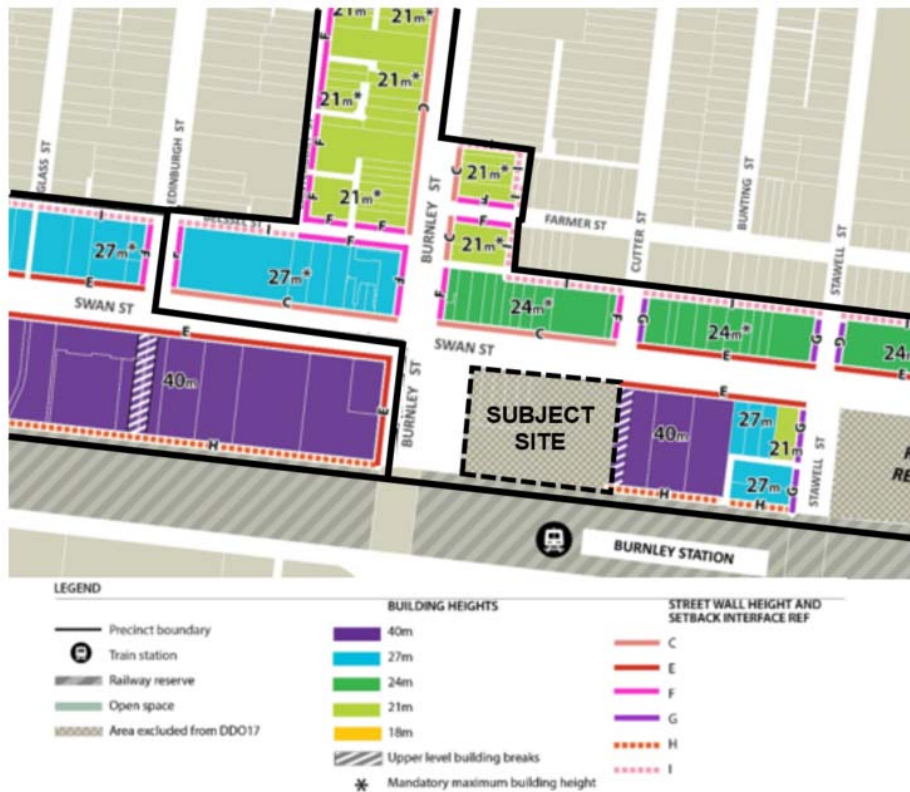 21m*
21m*
F
21m*
C
21m*
F
F
21m*
F
F
F
GLASS ST
EDINBURGH ST
BURNLEY ST
I
C
21m*
I
F
F
C
21m*
I
FARMER ST
CUTTER ST
BUNTING ST
STAWELL ST
I
27m*
F
E
F
I
27m*
F
C
F
24m*
F
C
I
G
24m*
G
I
E
G
24
E
SWAN ST
SWAN ST
E
40m
E
H
BURNLEY ST
SUBJECT
SITE
E
40m
H
27m
21m
G
27m
G
H
STAWELL ST
R
RE
BURNLEY STATION
LEGEND
Precinct boundary
Train station
Railway reserve
Open space
Area excluded from DDO17
BUILDING HEIGHTS
40m
27m
24m
21m
18m
Upper level building breaks
* Mandatory maximum building height
STREET WALL HEIGHT AND
SETBACK INTERFACE REF
C
E
F
G
H
I